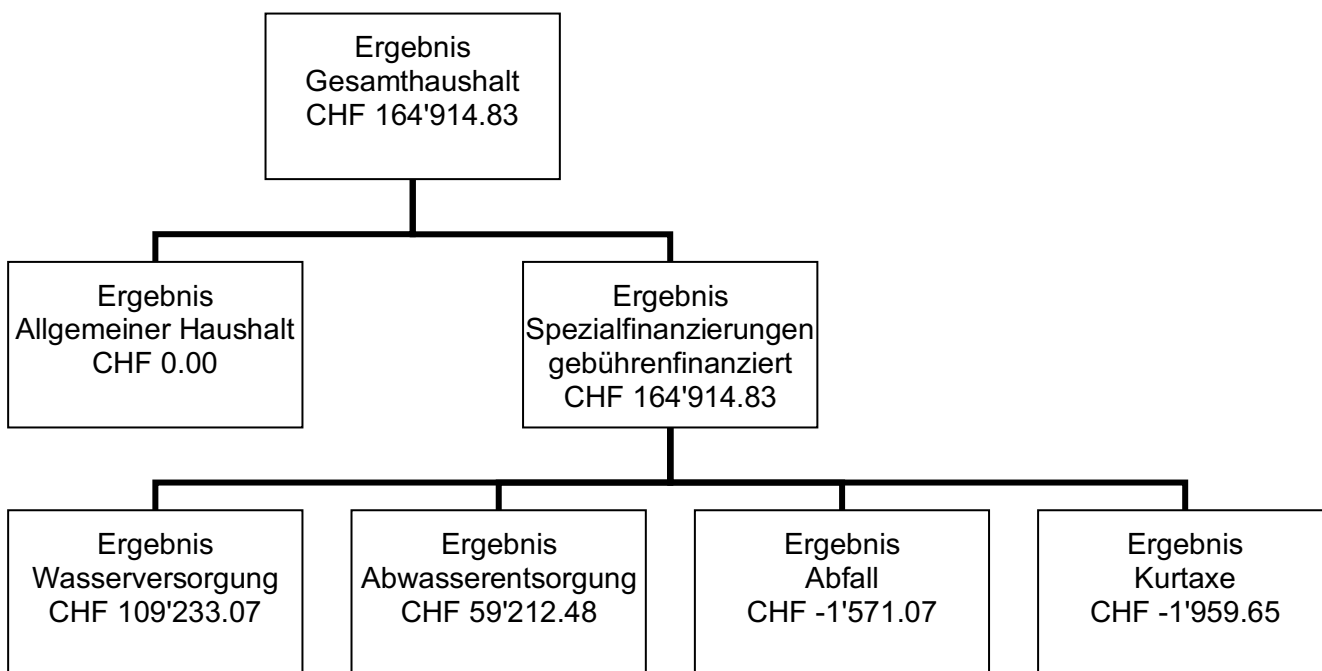 Ergebnis
Gesamthaushalt
CHF 164'914.83
Ergebnis
Allgemeiner Haushalt
CHF 0.00
Ergebnis
Spezialfinanzierungen
gebührenfinanziert
CHF 164'914.83
Ergebnis
Wasserversorgung
CHF 109'233.07
Ergebnis
Abwasserentsorgung
CHF 59'212.48
Ergebnis
Abfall
CHF -1'571.07
Ergebnis
Kurtaxe
CHF -1'959.65